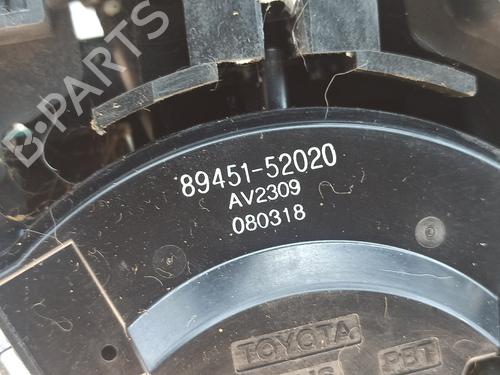 B-PARTS
89451-52020
AV2309
080318
TOYOTA
PBT